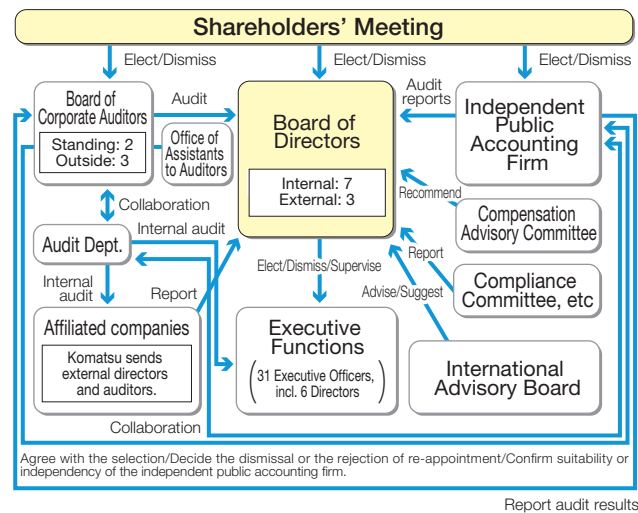 Shareholders' Meeting
Elect/Dismiss
Elect/Dismiss
Elect/Dismiss
Board of
Corporate Auditors
Standing: 2
Outside: 3
Audit
Office of
Assistants
to Auditors
Board of
Directors
Internal: 7
External: 3
Audit
reports
Independent
Public
Accounting
Firm
Collaboration
Internal audit
Recommend
Compensation
Advisory Committee
Audit Dept.
Internal
audit
Report
Elect/Dismiss/Supervise
Report
Advise/Suggest
Compliance
Committee, etc
Affiliated companies
Komatsu sends
external directors
and auditors.
Executive
Functions
(31 Executive Officers,
incl. 6 Directors)
International
Advisory Board
Collaboration
Agree with the selection/Decide the dismissal or the rejection of re-appointment/Confirm suitability or
independency of the independent public accounting firm.
Report audit results